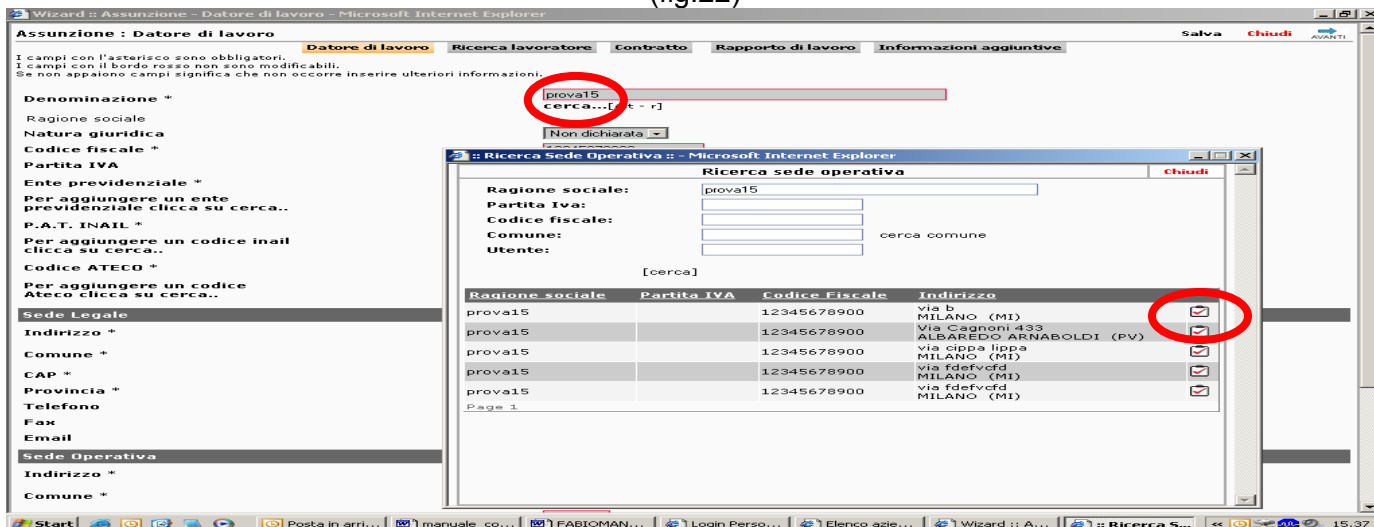 (fig.22)
Wizard :: Assunzione - Datore di lavoro - Microsoft Internet Explorer
Assunzione : Datore di lavoro
Salva Chiudi AVANTI
Datore di lavoro Ricerca lavoratore Contratto Rapporto di lavoro Informazioni aggiuntive
I campi con l'asterisco sono obbligatori.
I campi con il bordo rosso non sono modificabili.
Se non appaiono campi significa che non occorre inserire ulteriori informazioni.
Denominazione * prova15
cerca...[alt - r]
Ragione sociale
Natura giuridica Non dichiarata
Codice fiscale *
Partita IVA
Ente previdenziale *
Per aggiungere un ente
previdenziale clicca su cerca..
P.A.T. INAIL *
Per aggiungere un codice inail
clicca su cerca..
Codice ATECO *
Per aggiungere un codice
Ateco clicca su cerca..
Sede Legale
Indirizzo *
Comune *
CAP *
Provincia *
Telefono
Fax
Email
Sede Operativa
Indirizzo *
Comune *
:: Ricerca Sede Operativa :: - Microsoft Internet Explorer
Ricerca sede operativa Chiudi
Ragione sociale: prova15
Partita Iva:
Codice fiscale:
Comune: cerca comune
Utente:
[cerca]
Ragione sociale Partita IVA Codice Fiscale Indirizzo
prova15 12345678900 via b
MILANO (MI)
prova15 12345678900 Via Cagnoni 433
ALBAREDO ARNABOLDI (PV)
prova15 12345678900 via cippa lippa
MILANO (MI)
prova15 12345678900 via fdefvcfd
MILANO (MI)
prova15 12345678900 via fdefvcfd
MILANO (MI)
Page 1
Start Posta in arri... manuale_co... FABIOMAN... Login Perso... Elenco azie... Wizard :: A... :: Ricerca S... « 15.37